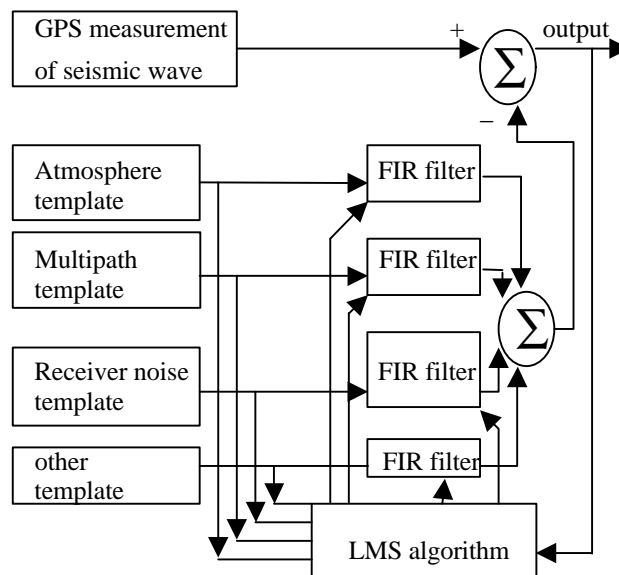 GPS measurement
of seismic wave
+
Σ
output
−
Atmosphere
template
FIR filter
Multipath
template
FIR filter
Σ
Receiver noise
template
FIR filter
other
template
FIR filter
LMS algorithm